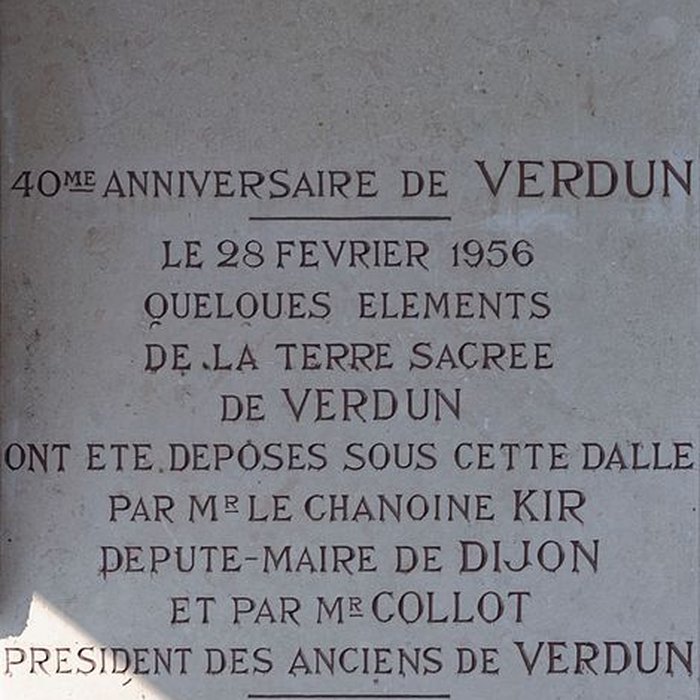 40ME ANNIVERSAIRE DE VERDUN
LE 28 FEVRIER 1956
QUELQUES ELEMENTS
DE LA TERRE SACREE
DE VERDUN
ONT ETE DEPOSES SOUS CETTE DALLE
PAR MR LE CHANOINE KIR
DEPUTE-MAIRE DE DIJON
ET PAR MR COLLOT
PRESIDENT DES ANCIENS DE VERDUN